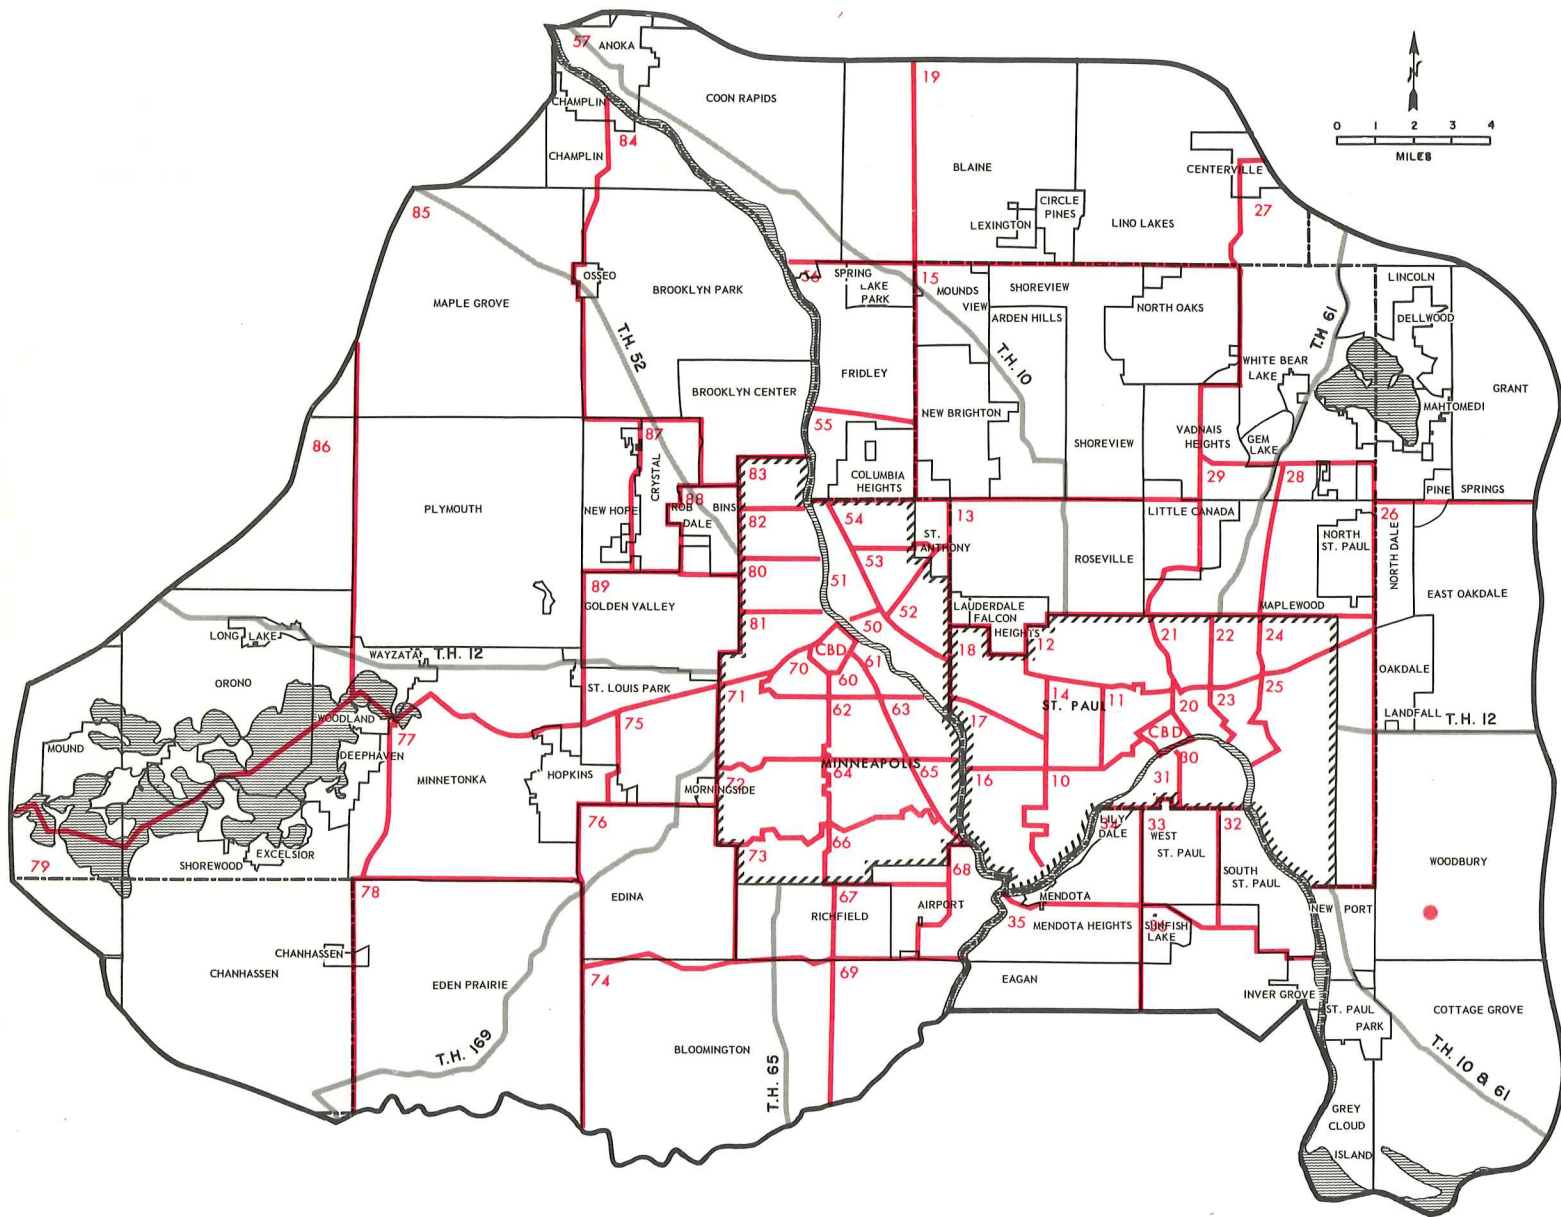 57
ANOKA
COON RAPIDS
19
N
0 1 2 3 4
MILES
CHAMPLIN
84
CHAMPLIN
BLAINE
CENTERVILLE
85
LEXINGTON
CIRCLE
PINES
LINO LAKES
27
OSSEO
MAPLE GROVE
BROOKLYN PARK
56
SPRING
LAKE
PARK
15
MOUNDS
VIEW
SHOREVIEW
ARDEN HILLS
NORTH OAKS
LINCOLN
DELLWOOD
T.H. 61
T.H. 52
T.H. 10
WHITE BEAR
LAKE
FRIDLEY
BROOKLYN CENTER
GRANT
MAHTOMEDI
NEW BRIGHTON
55
86
87
CRYSTAL
SHOREVIEW
VADNAIS
HEIGHTS
GEM
LAKE
83
COLUMBIA
HEIGHTS
29
28
PINE SPRINGS
PLYMOUTH
NEW HOPE
88
ROB BINS
DALE
82
54
13
LITTLE CANADA
26
ST.
ANTHONY
53
NORTH
ST. PAUL
NORTH DALE
ROSEVILLE
80
51
89
GOLDEN VALLEY
52
LAUDERDALE
FALCON
HEIGHTS
MAPLEWOOD
EAST OAKDALE
81
50
LONG LAKE
WAYZATA
T.H. 12
CBD
61
18
12
21
22
24
OAKDALE
ORONO
70
60
ST. LOUIS PARK
71
14
11
23
25
62
63
ST. PAUL
20
WOODLAND
75
17
CBD
LANDFALL
T.H. 12
77
MOUND
DEEPHAVEN
MINNETONKA
HOPKINS
MINNEAPOLIS
64
65
16
10
30
31
72
MORNINGSIDE
76
34
LILY
DALE
33
32
WEST
ST. PAUL
79
SHOREWOOD
EXCELSIOR
73
66
68
WOODBURY
SOUTH
ST. PAUL
78
EDINA
67
AIRPORT
MENDOTA
RICHFIELD
35
MENDOTA HEIGHTS
36
SUNFISH
LAKE
NEW PORT
CHANHASSEN
CHANHASSEN
EDEN PRAIRIE
74
69
EAGAN
INVER GROVE
ST. PAUL
PARK
COTTAGE GROVE
BLOOMINGTON
T.H. 169
T.H. 65
T.H. 10 & 61
GREY
CLOUD
ISLAND